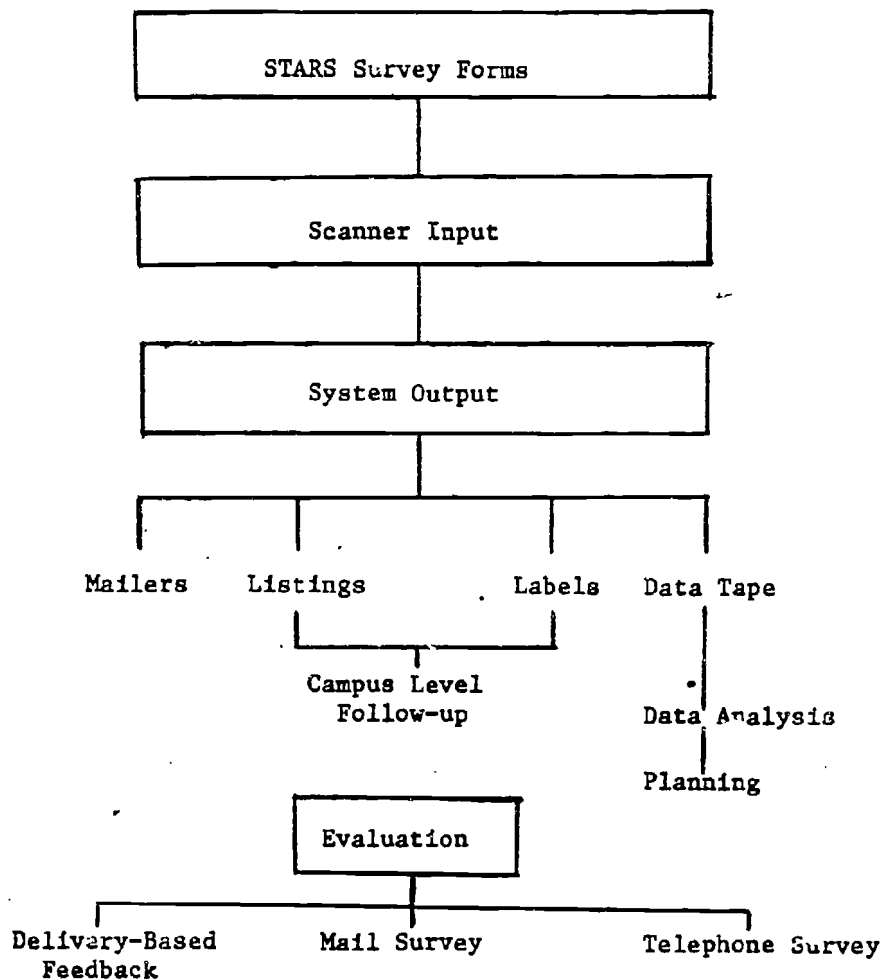 STARS Survey Forms
Scanner Input
System Output
Mailers Listings Labels Data Tape
Campus Level
Follow-up
Data Analysis
Planning
Evaluation
Delivery-Based
Feedback
Mail Survey
Telephone Survey